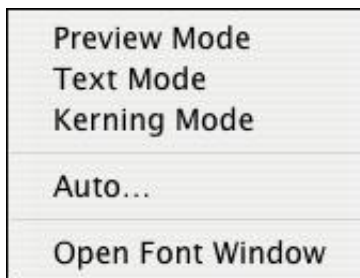 Preview Mode
Text Mode
Kerning Mode
Auto...
Open Font Window